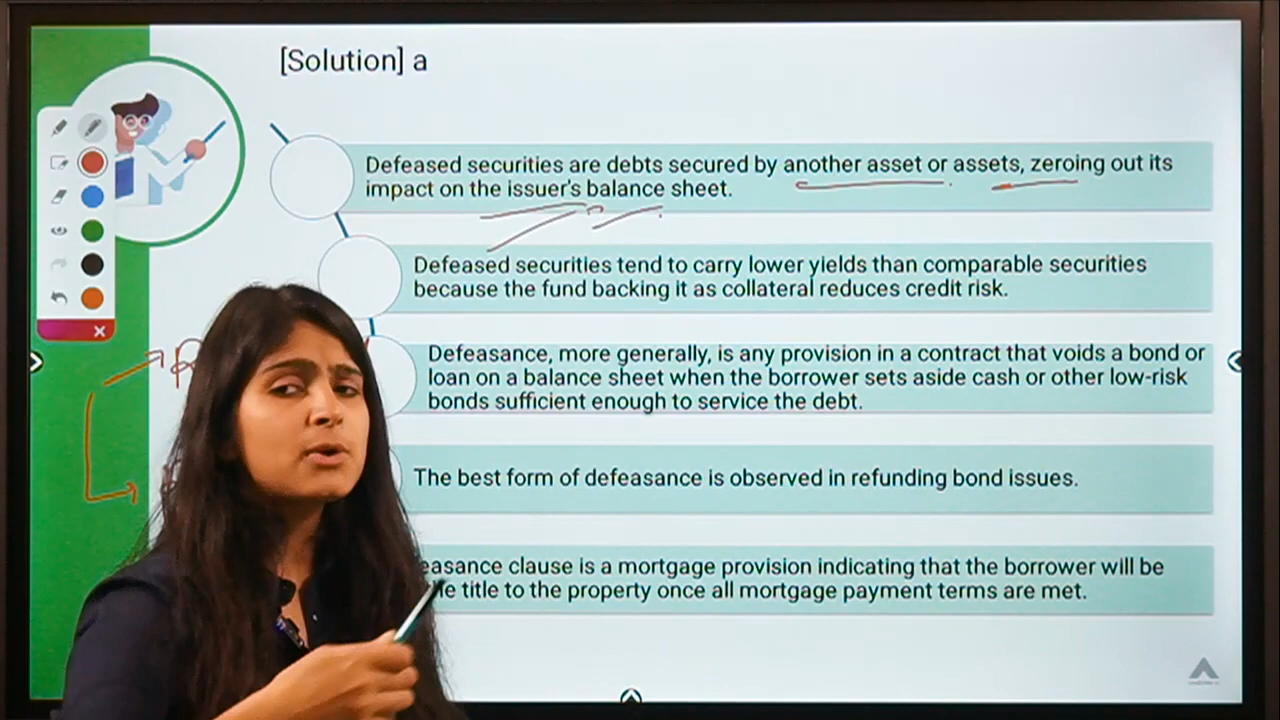 [Solution] a
Defeased securities are debts secured by another asset or assets, zeroing out its
impact on the issuer's balance sheet.
Defeased securities tend to carry lower yields than comparable securities
because the fund backing it as collateral reduces credit risk.
Defeasance, more generally, is any provision in a contract that voids a bond or
loan on a balance sheet when the borrower sets aside cash or other low-risk
bonds sufficient enough to service the debt.
The best form of defeasance is observed in refunding bond issues.
easance clause is a mortgage provision indicating that the borrower will be
title to the property once all mortgage payment terms are met.